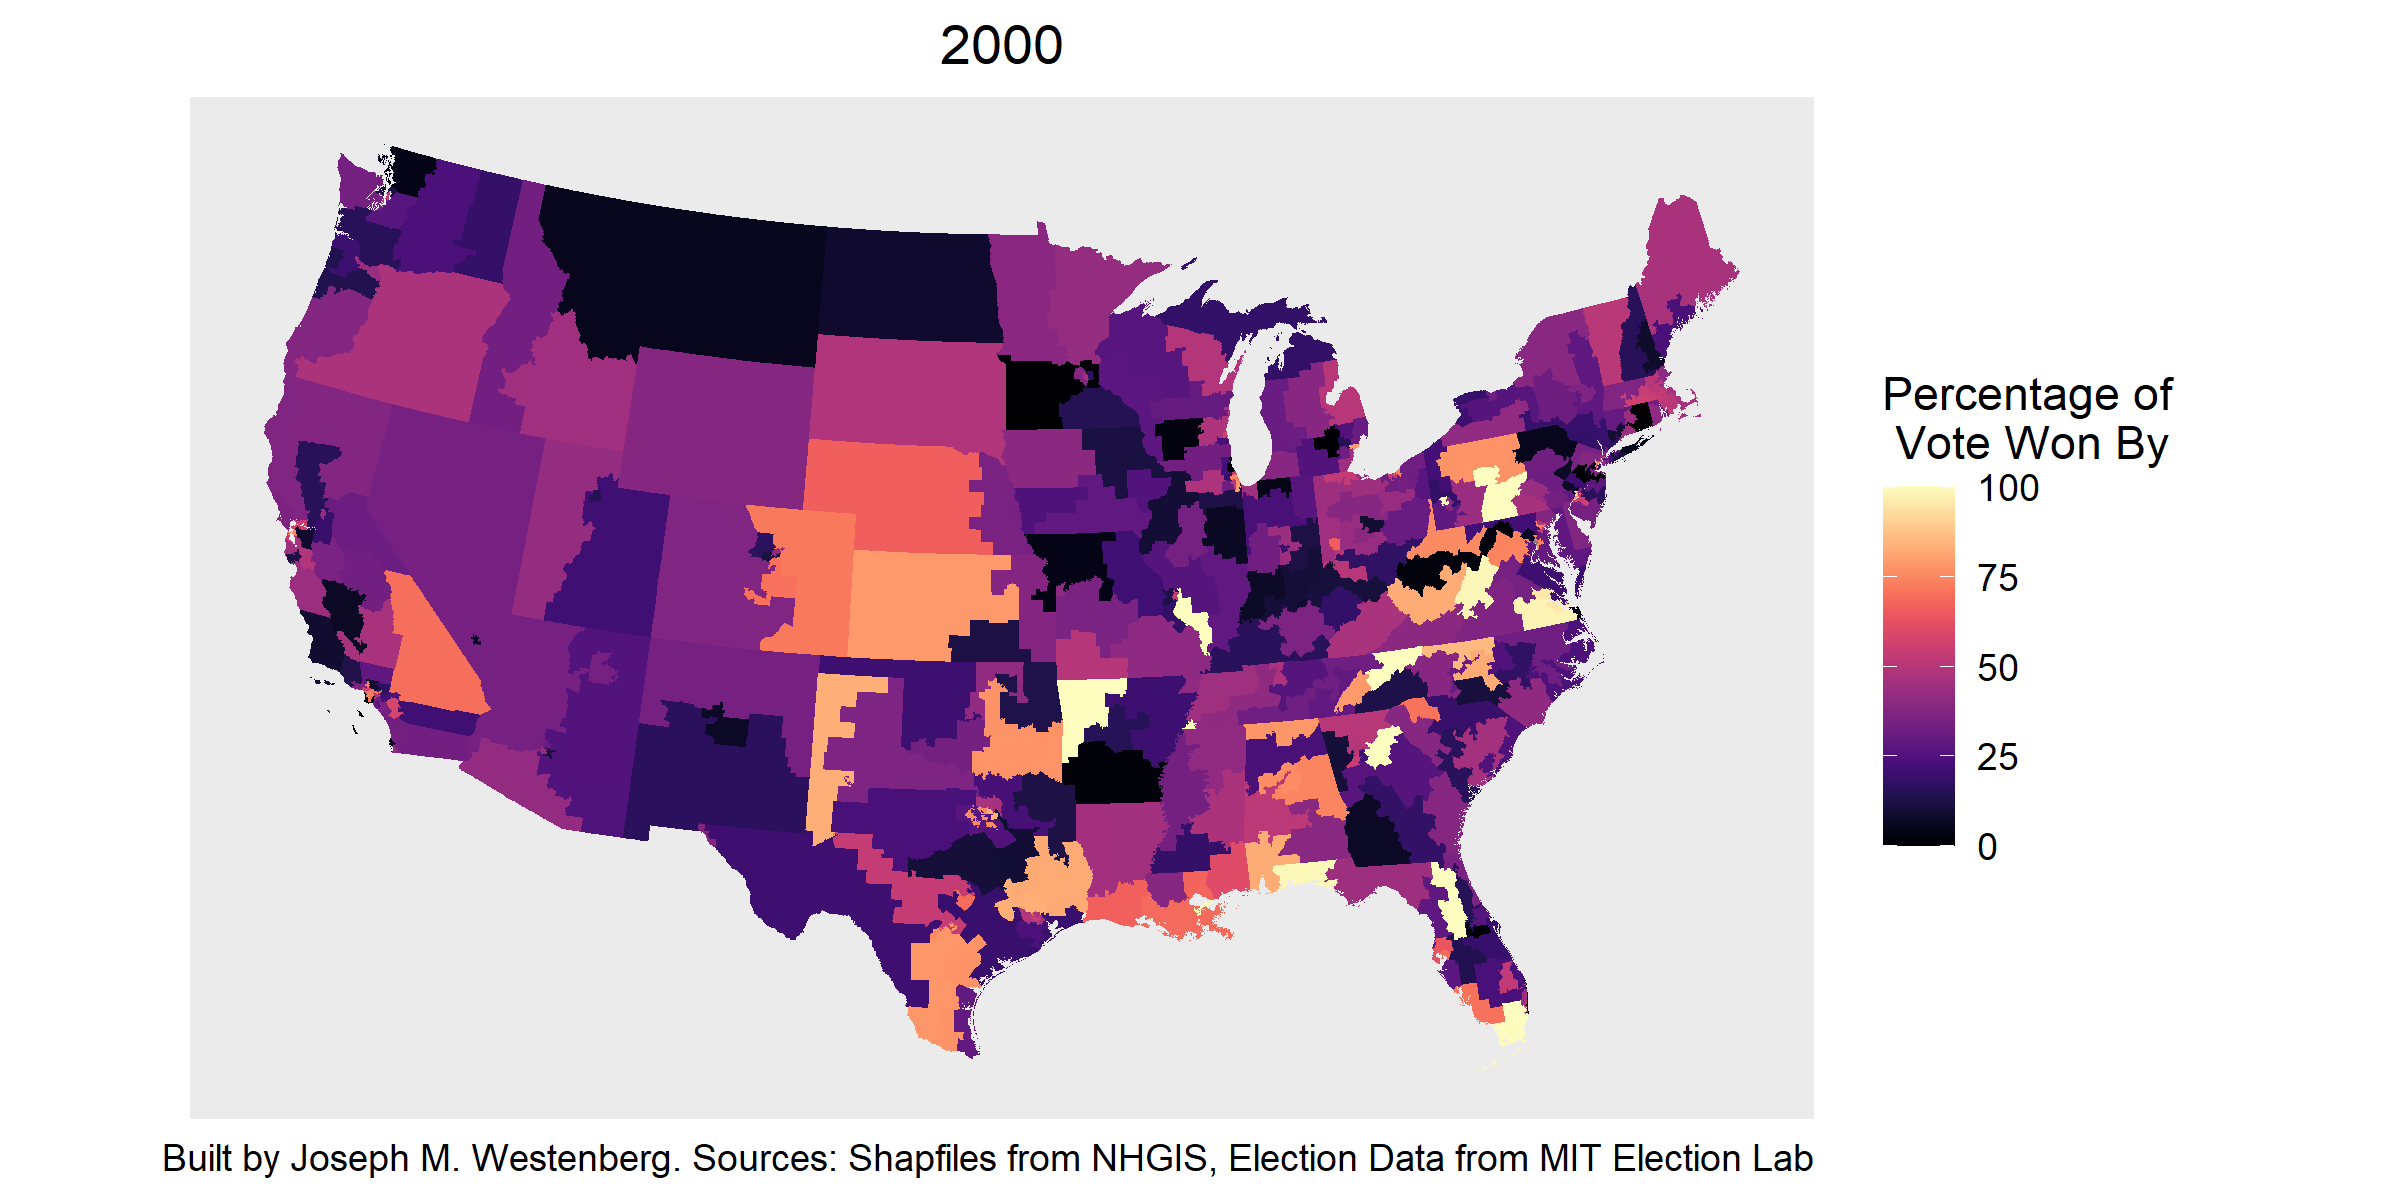 2000
Percentage of
Vote Won By
100
75
50
25
0
Built by Joseph M. Westenberg. Sources: Shapfiles from NHGIS, Election Data from MIT Election Lab